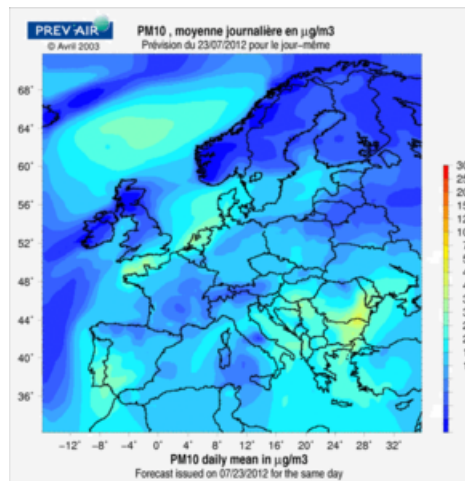 PREV'AIR
© Avril 2003
PM10 , moyenne journalière en µg/m3
Prévision du 23/07/2012 pour le jour-même
68°
64°
60°
56°
52°
48°
44°
40°
36°
-12° -8° -4° 0° 4° 8° 12° 16° 20° 24° 28° 32°
PM10 daily mean in µg/m3
Forecast issued on 07/23/2012 for the same day